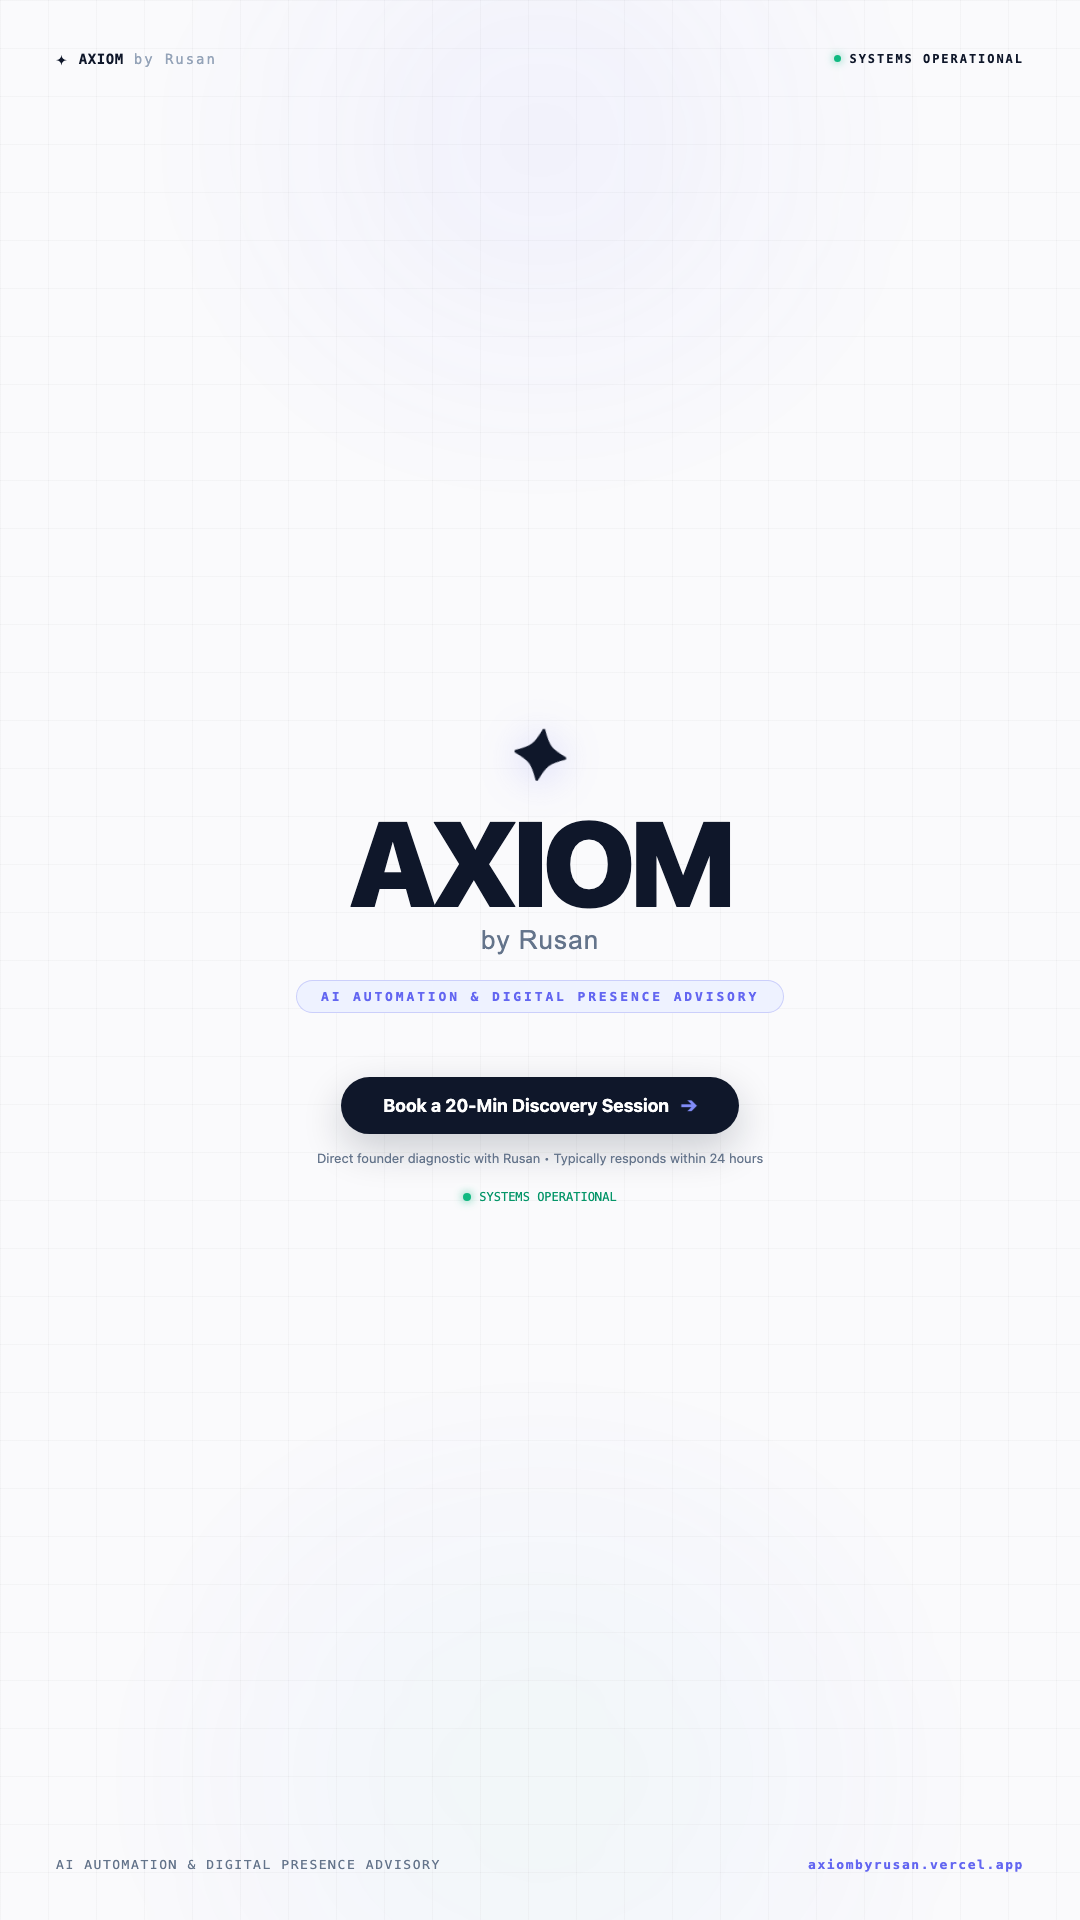 ✦ AXIOM by Rusan
SYSTEMS OPERATIONAL
AXIOM
by Rusan
AI AUTOMATION & DIGITAL PRESENCE ADVISORY
Book a 20-Min Discovery Session ➔
Direct founder diagnostic with Rusan • Typically responds within 24 hours
SYSTEMS OPERATIONAL
AI AUTOMATION & DIGITAL PRESENCE ADVISORY
axiombyrusan.vercel.app